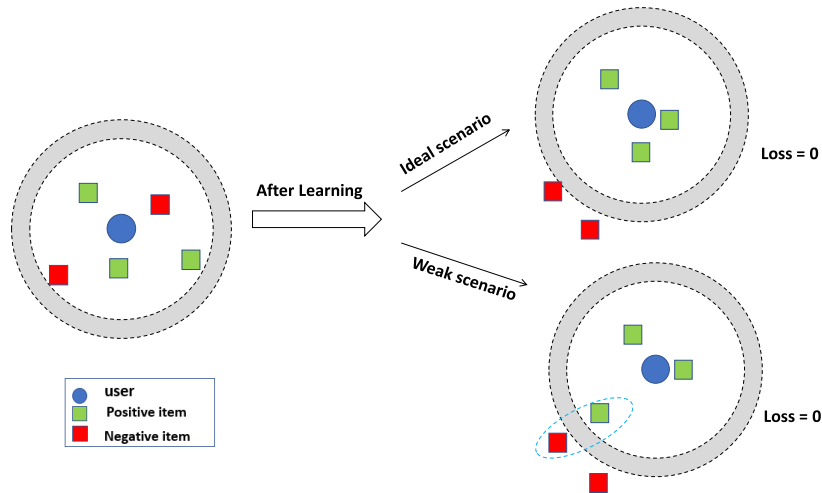 After Learning
Ideal scenario
Loss = 0
Weak scenario
Loss = 0
user
Positive item
Negative item